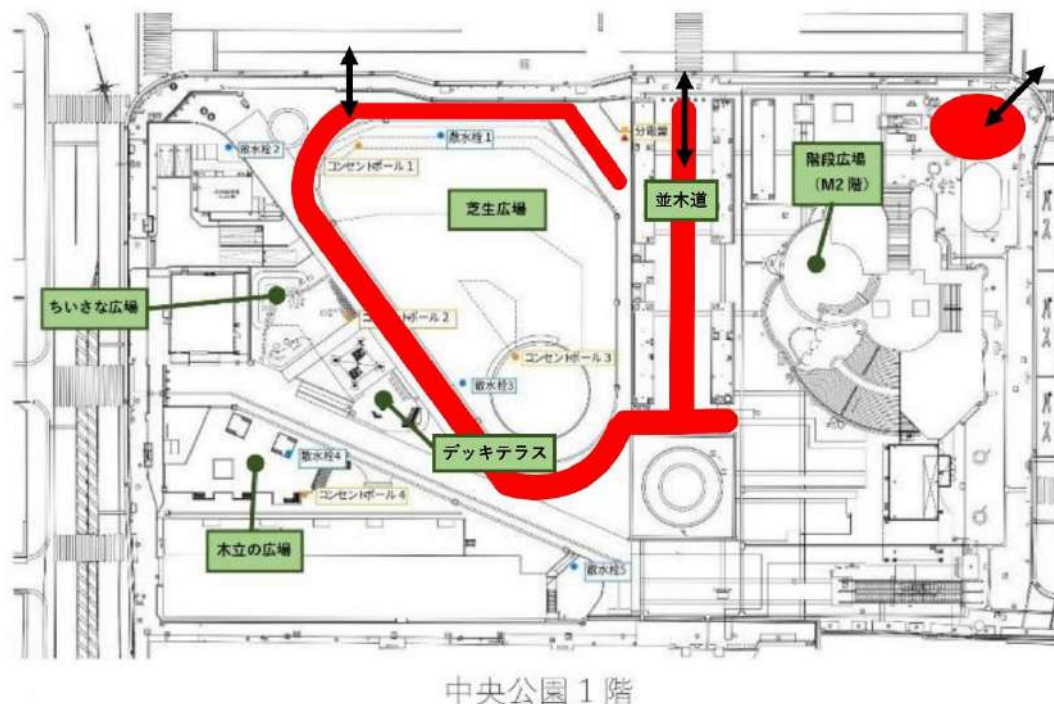 散水栓1
分電盤
散水栓2
コンセントポール1
階段広場
(M2階)
芝生広場
並木道
ちいさな広場
コンセントポール2
コンセントポール3
散水栓3
デッキテラス
散水栓4
コンセントポール4
木立の広場
散水栓5
中央公園1階